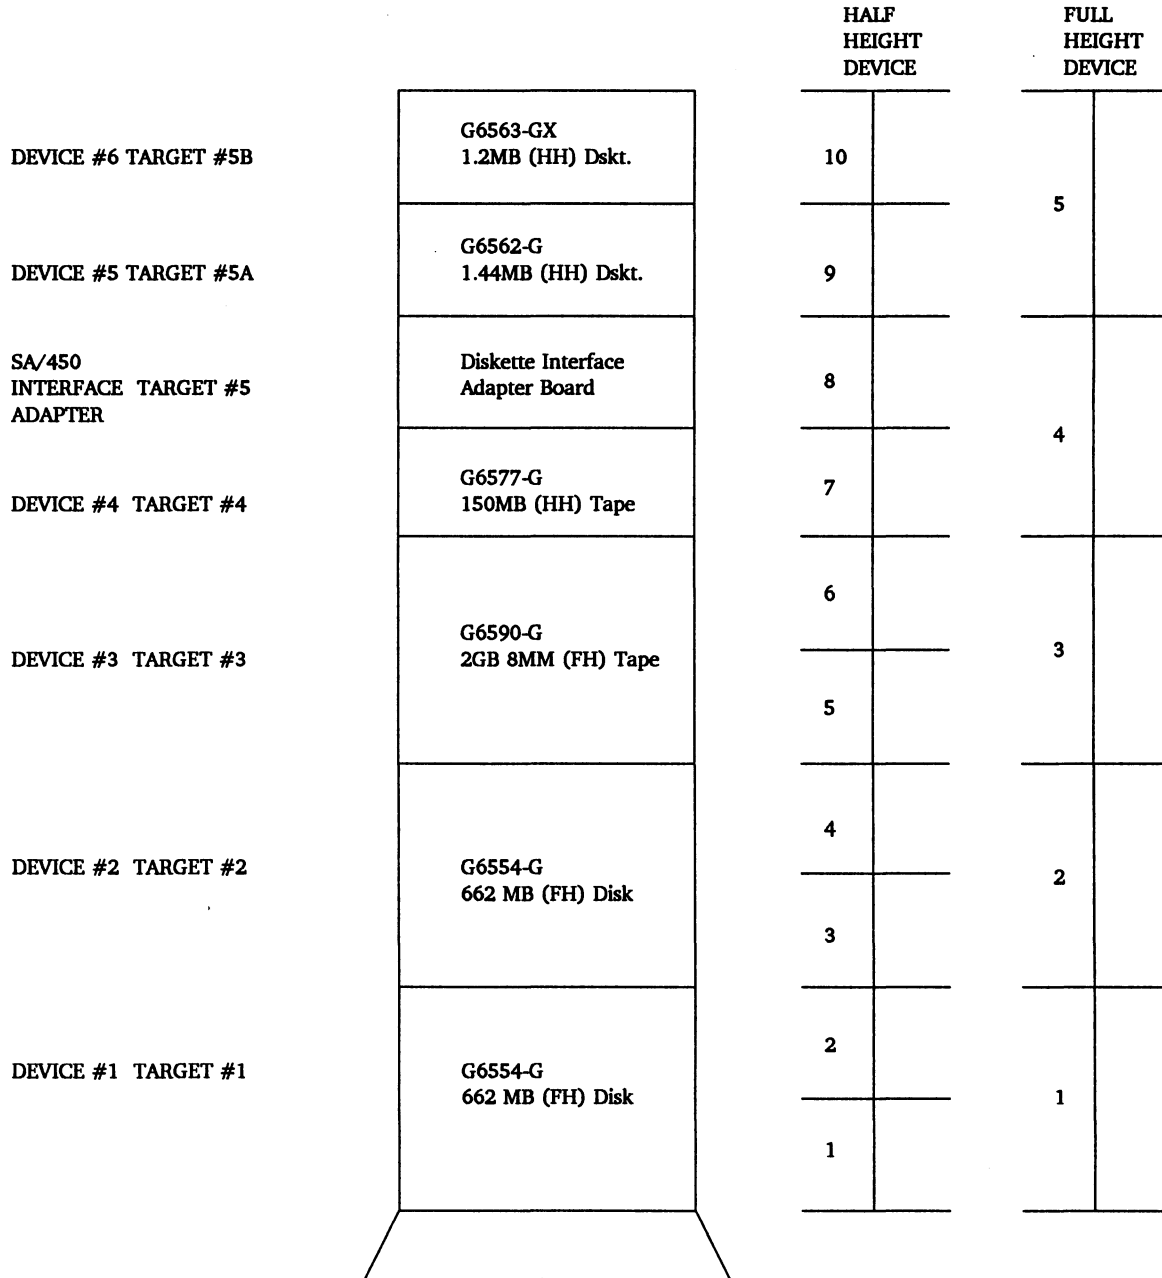 HALF
HEIGHT
DEVICE
FULL
HEIGHT
DEVICE
DEVICE #6 TARGET #5B
G6563-GX
1.2MB (HH) Dskt.
10
5
DEVICE #5 TARGET #5A
G6562-G
1.44MB (HH) Dskt.
9
SA/450
INTERFACE TARGET #5
ADAPTER
Diskette Interface
Adapter Board
8
4
DEVICE #4 TARGET #4
G6577-G
150MB (HH) Tape
7
6
DEVICE #3 TARGET #3
G6590-G
2GB 8MM (FH) Tape
3
5
4
DEVICE #2 TARGET #2
G6554-G
662 MB (FH) Disk
2
3
2
DEVICE #1 TARGET #1
G6554-G
662 MB (FH) Disk
1
1